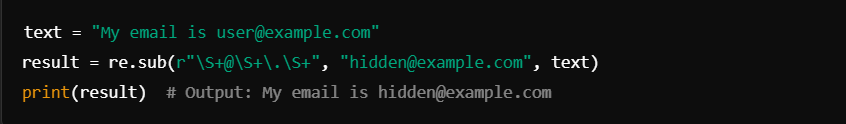 text = "My email is user@example.com"
result = re.sub(r"\S+@\S+\.\S+", "hidden@example.com", text)
print(result)  # Output: My email is hidden@example.com